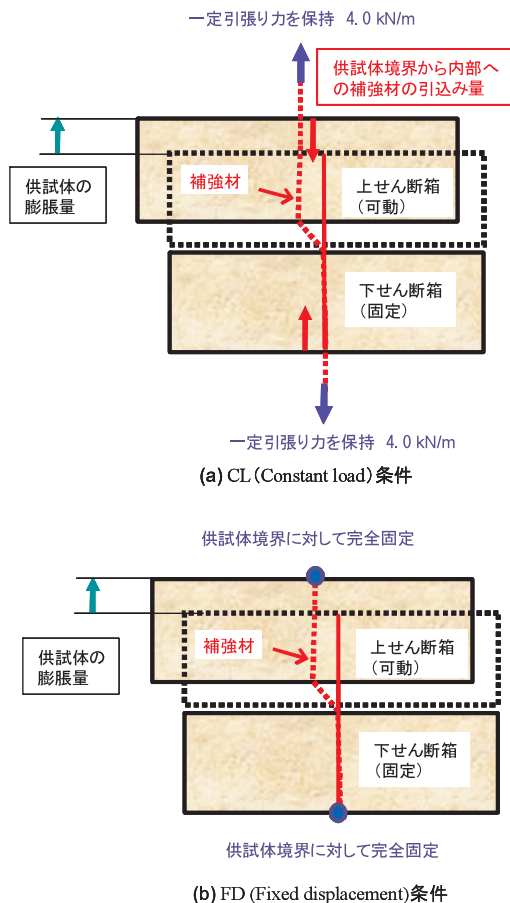 一定引張り力を保持 4.0 kN/m
供試体境界から内部へ
の補強材の引込み量
供試体の
膨脹量
補強材
上せん断箱
(可動)
下せん断箱
(固定)
一定引張り力を保持 4.0 kN/m
(a) CL(Constant load)条件
供試体境界に対して完全固定
供試体の
膨脹量
補強材
上せん断箱
(可動)
下せん断箱
(固定)
供試体境界に対して完全固定
(b) FD (Fixed displacement)条件